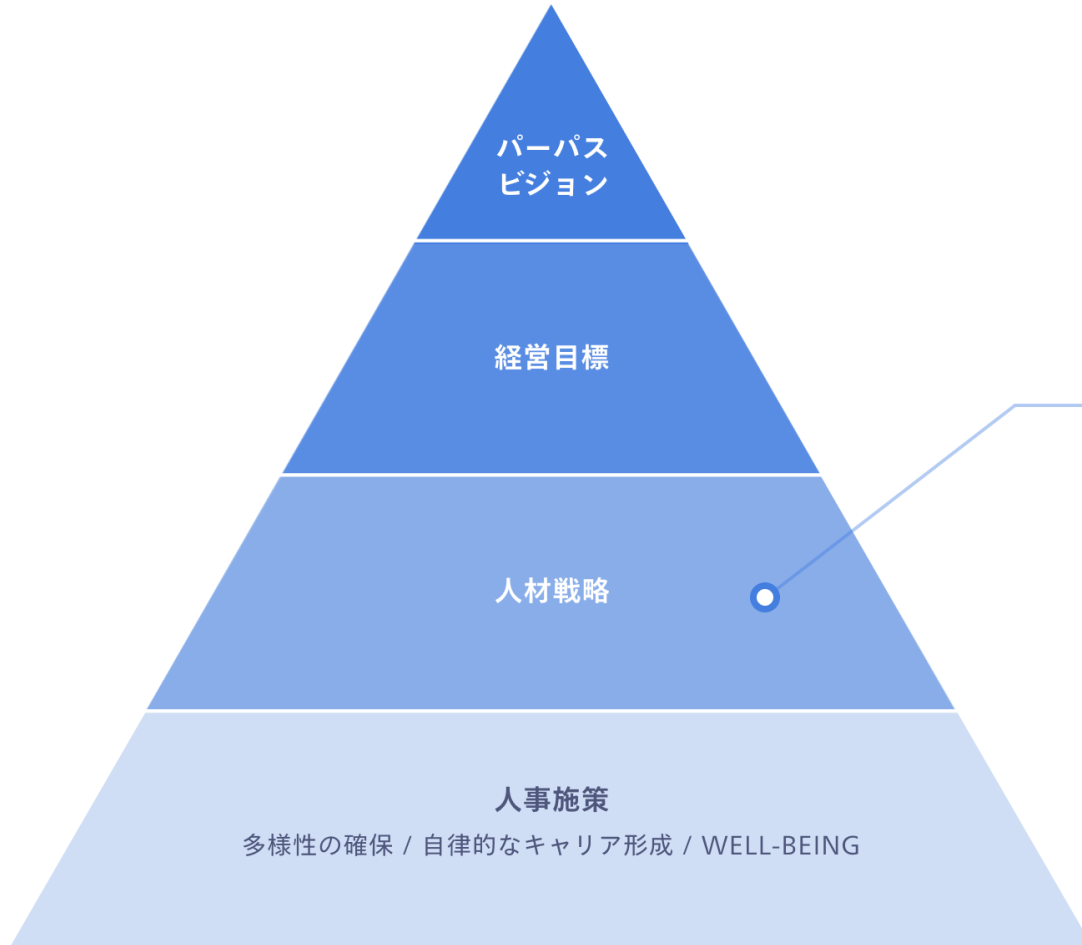 パーパス
ビジョン
経営目標
人材戦略
人事施策
多様性の確保 / 自律的なキャリア形成 / WELL-BEING